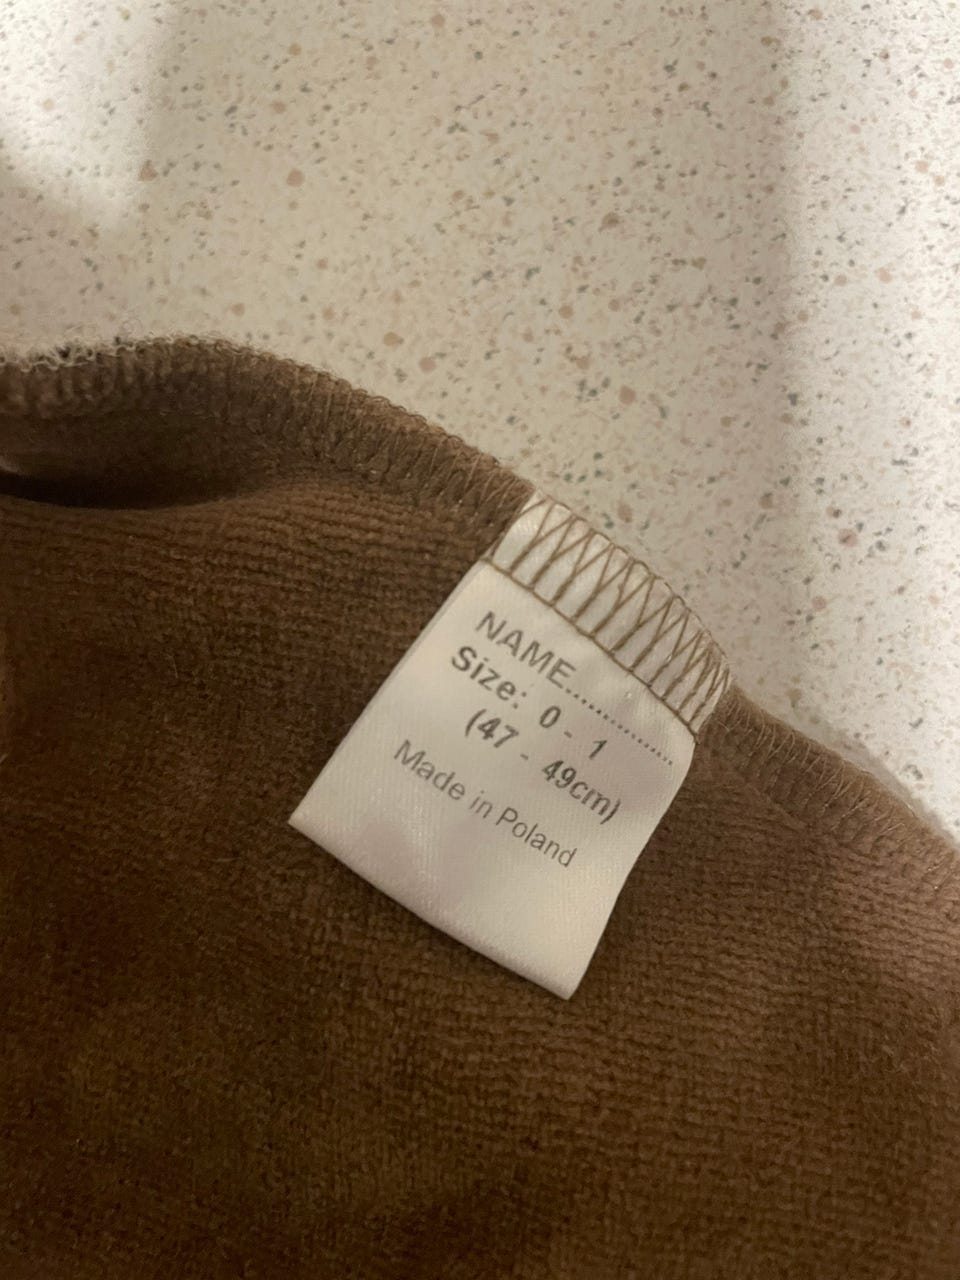 NAME....................
Size: 0 - 1
(47 - 49cm)
Made in Poland